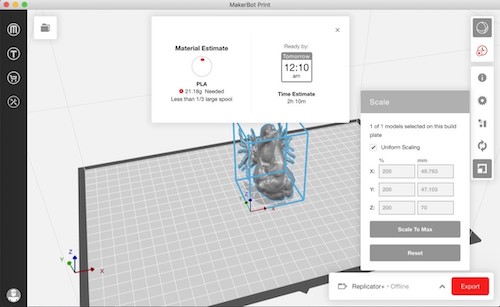 MakerBot Print
Material Estimate
PLA
21.18g Needed
Less than 1/3 large spool
Ready by:
Tomorrow
12:10
am
Time Estimate
2h 10m
Scale
1 of 1 models selected on this build
plate
Uniform Scaling
% mm
X: 200 48.763
Y: 200 47.103
Z: 200 70
Scale To Max
Reset
Z
Y
X
X
Replicator+ • Offline
Export